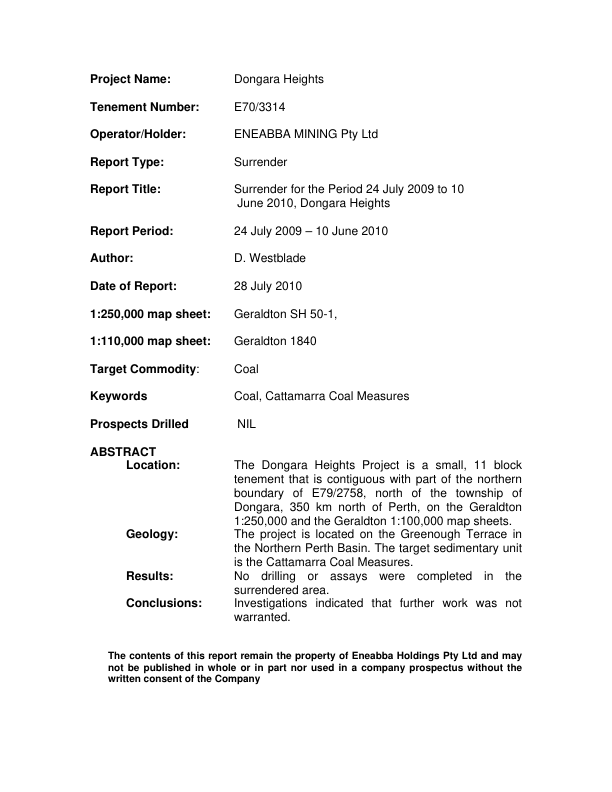 Project Name: Dongara Heights
Tenement Number: E70/3314
Operator/Holder: ENEABBA MINING Pty Ltd
Report Type: Surrender
Report Title: Surrender for the Period 24 July 2009 to 10
June 2010, Dongara Heights
Report Period: 24 July 2009 – 10 June 2010
Author: D. Westblade
Date of Report: 28 July 2010
1:250,000 map sheet: Geraldton SH 50-1,
1:110,000 map sheet: Geraldton 1840
Target Commodity: Coal
Keywords Coal, Cattamarra Coal Measures
Prospects Drilled NIL
ABSTRACT
Location: The Dongara Heights Project is a small, 11 block
tenement that is contiguous with part of the northern
boundary of E79/2758, north of the township of
Dongara, 350 km north of Perth, on the Geraldton
1:250,000 and the Geraldton 1:100,000 map sheets.
Geology: The project is located on the Greenough Terrace in
the Northern Perth Basin. The target sedimentary unit
is the Cattamarra Coal Measures.
Results: No drilling or assays were completed in the
surrendered area.
Conclusions: Investigations indicated that further work was not
warranted.
The contents of this report remain the property of Eneabba Holdings Pty Ltd and may
not be published in whole or in part nor used in a company prospectus without the
written consent of the Company